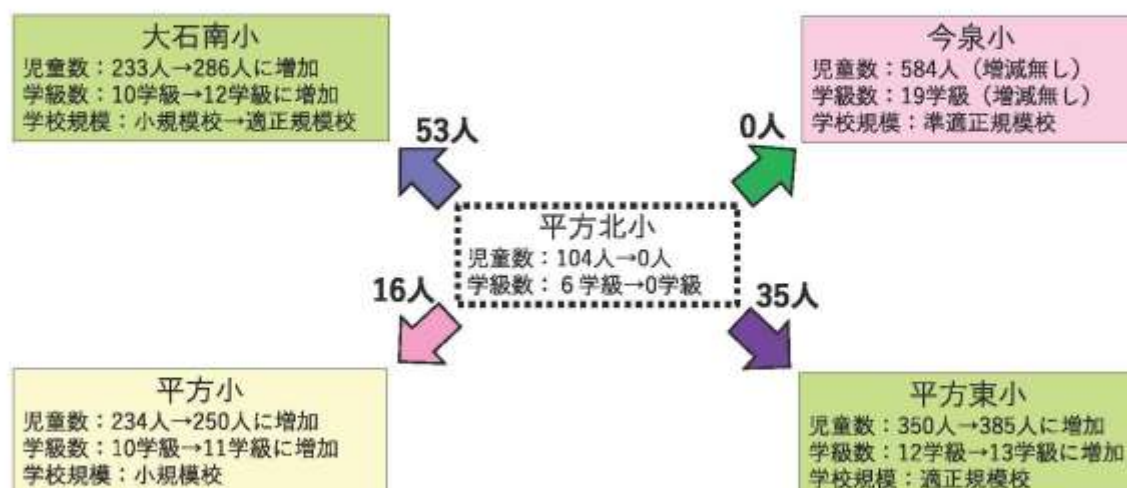 大石南小
児童数：233人→286人に増加
学級数：10学級→12学級に増加
学校規模：小規模校→適正規模校
今泉小
児童数：584人（増減無し）
学級数：19学級（増減無し）
学校規模：準適正規模校
53人
0人
平方北小
児童数：104人→0人
学級数：６学級→0学級
16人
35人
平方小
児童数：234人→250人に増加
学級数：10学級→11学級に増加
学校規模：小規模校
平方東小
児童数：350人→385人に増加
学級数：12学級→13学級に増加
学校規模：適正規模校